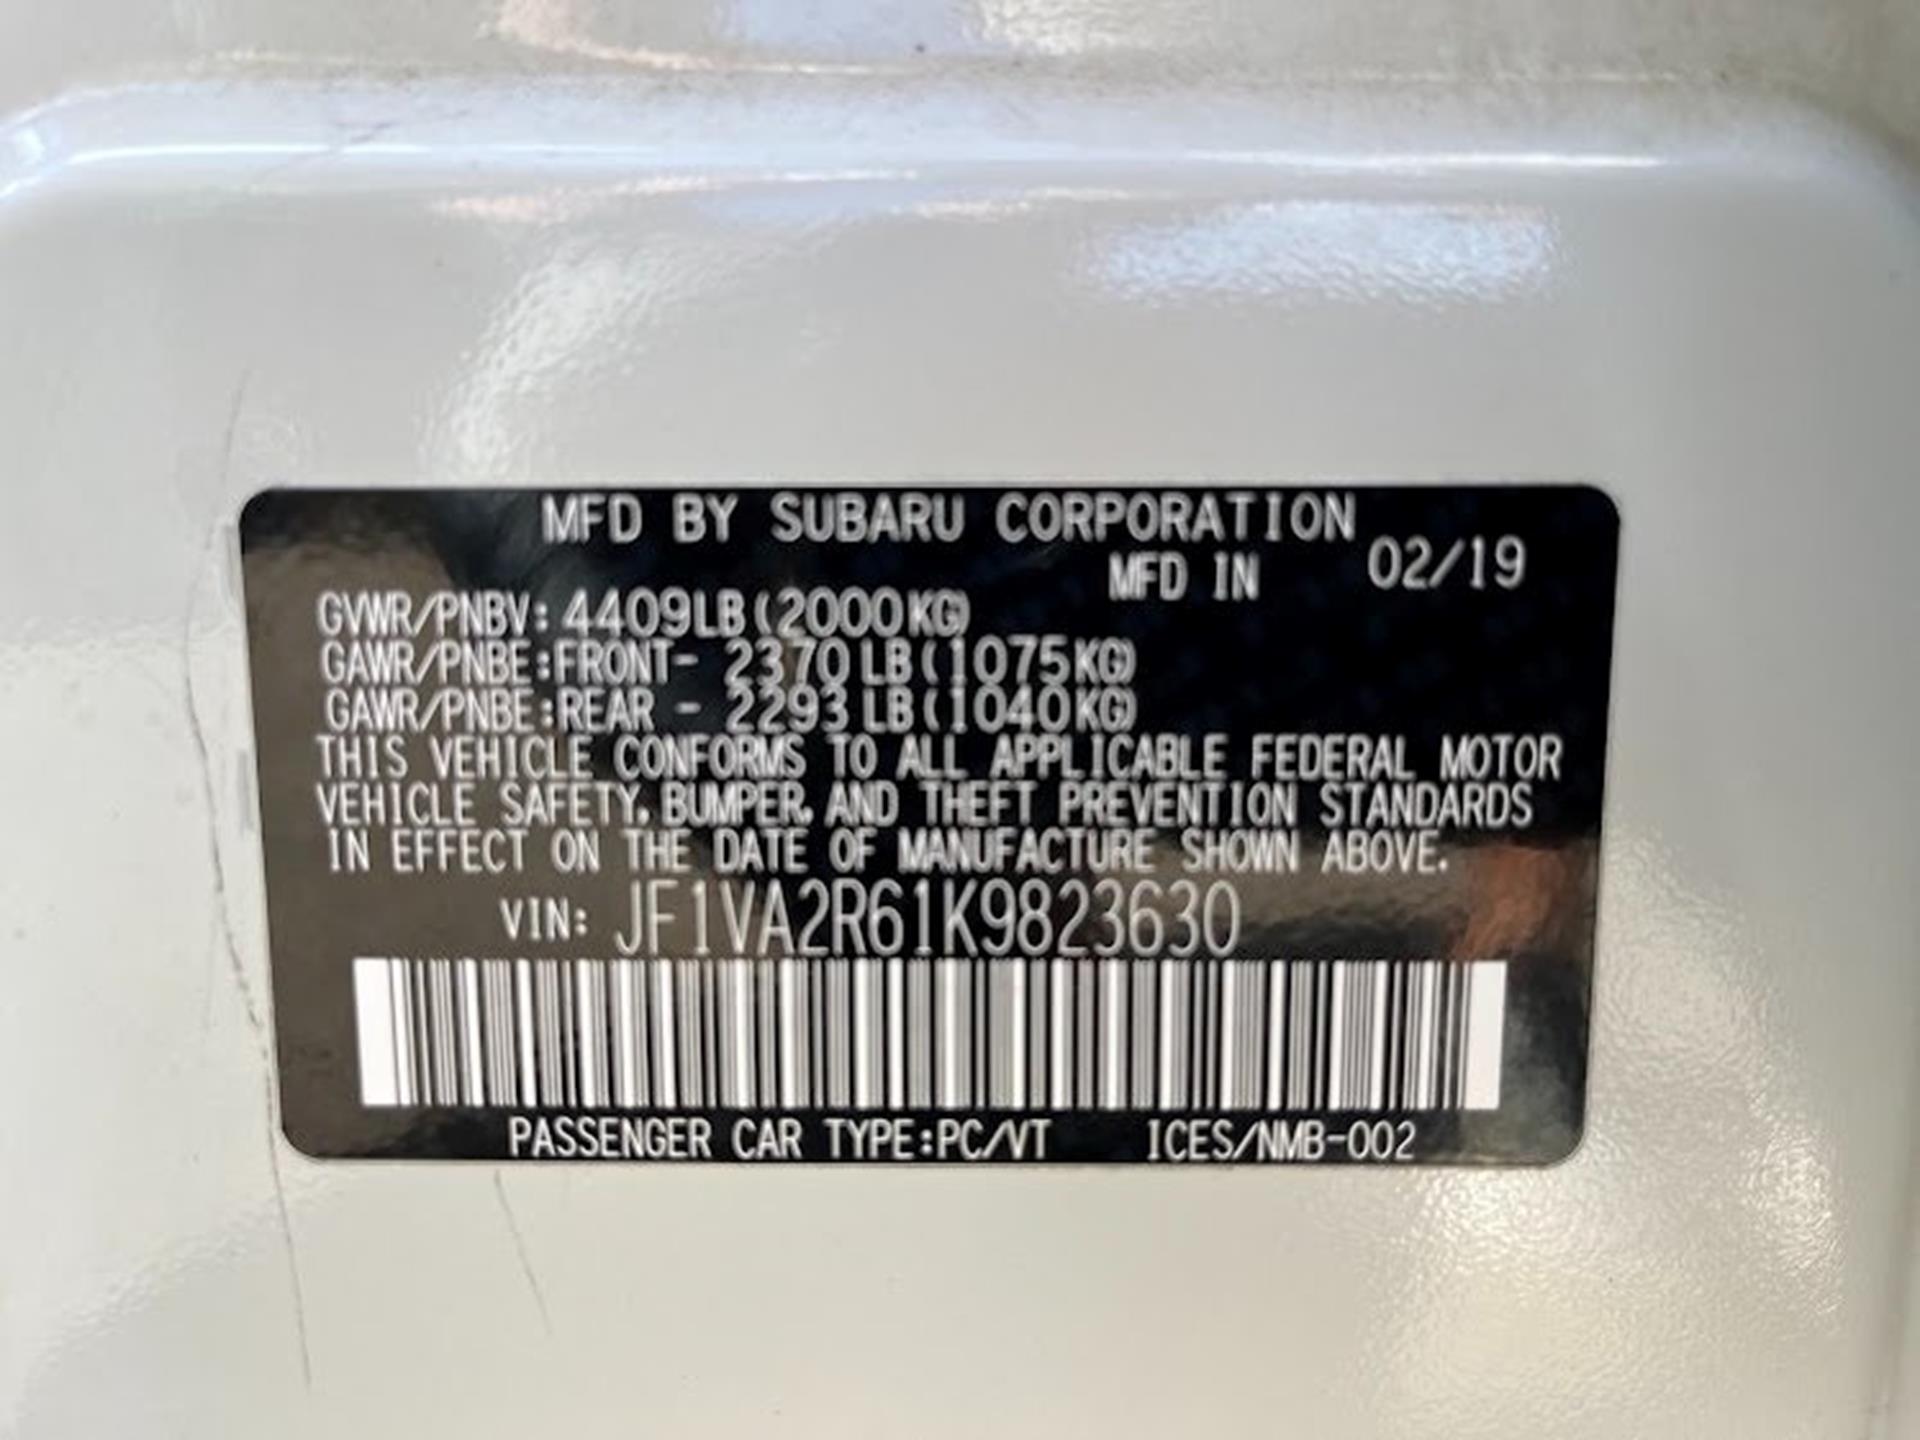 MFD BY SUBARU CORPORATION
MFD IN 02/19
GVWR/PNBV: 4409LB(2000KG)
GAWR/PNBE:FRONT- 2370LB(1075KG)
GAWR/PNBE:REAR - 2293LB(1040KG)
THIS VEHICLE CONFORMS TO ALL APPLICABLE FEDERAL MOTOR
VEHICLE SAFETY, BUMPER, AND THEFT PREVENTION STANDARDS
IN EFFECT ON THE DATE OF MANUFACTURE SHOWN ABOVE.
VIN: JF1VA2R61K9823630
PASSENGER CAR TYPE:PC/VT ICES/NMB-002